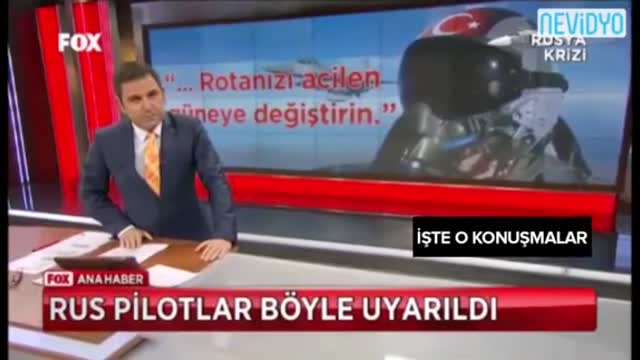 NEVİDYO
FOX
RUSYA
KRİZİ
“... Rotanızı acilen
güneye değiştirin.”
İŞTE O KONUŞMALAR
FOX ANA HABER
RUS PİLOTLAR BÖYLE UYARILDI